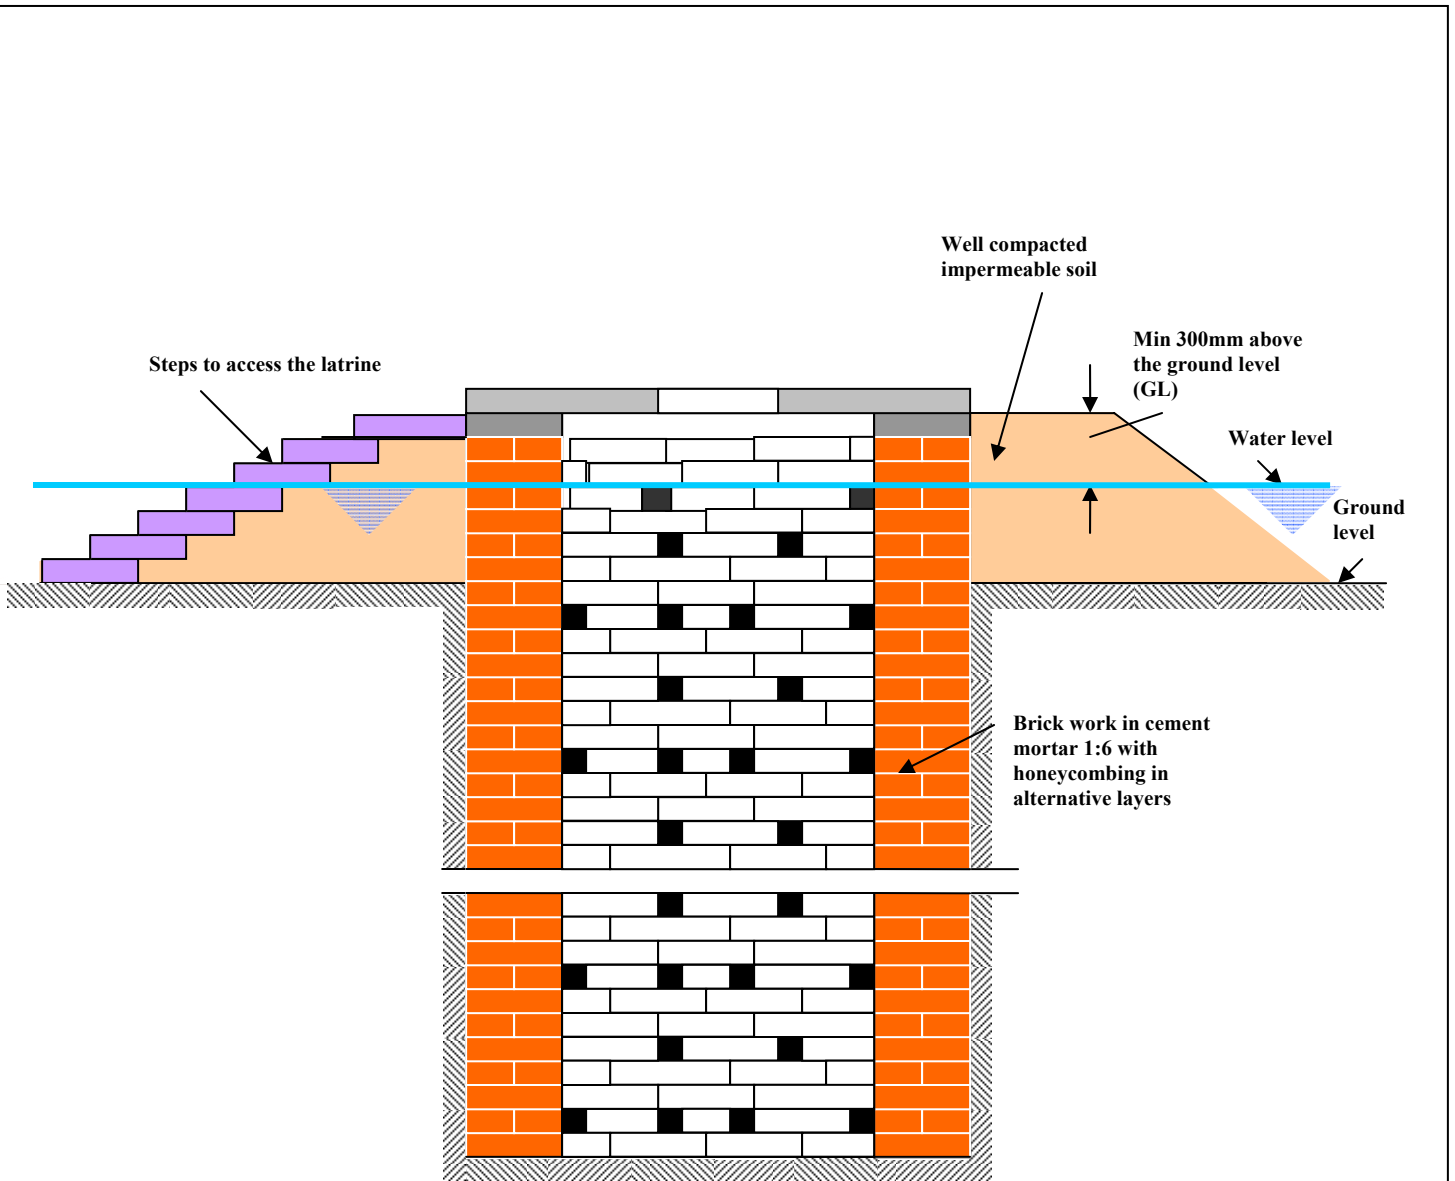 Well compacted
impermeable soil
Min 300mm above
the ground level
(GL)
Steps to access the latrine
Water level
Ground
level
Brick work in cement
mortar 1:6 with
honeycombing in
alternative layers